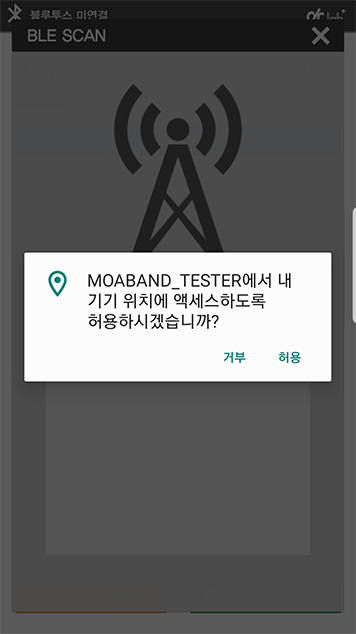 블루투스 미연결
BLE SCAN
MOABAND_TESTER에서 내
기기 위치에 액세스하도록
허용하시겠습니까?
거부
허용